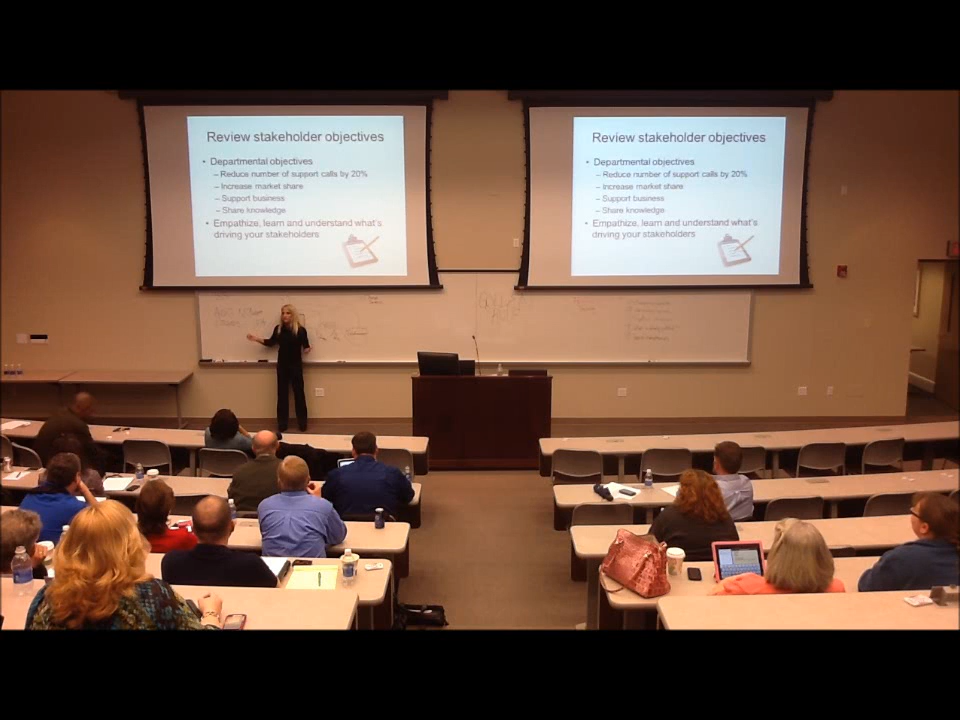 Review stakeholder objectives
• Departmental objectives
– Reduce number of support calls by 20%
– Increase market share
– Support business
– Share knowledge
• Empathize, learn and understand what's
driving your stakeholders
Review stakeholder objectives
• Departmental objectives
– Reduce number of support calls by 20%
– Increase market share
– Support business
– Share knowledge
• Empathize, learn and understand what's
driving your stakeholders